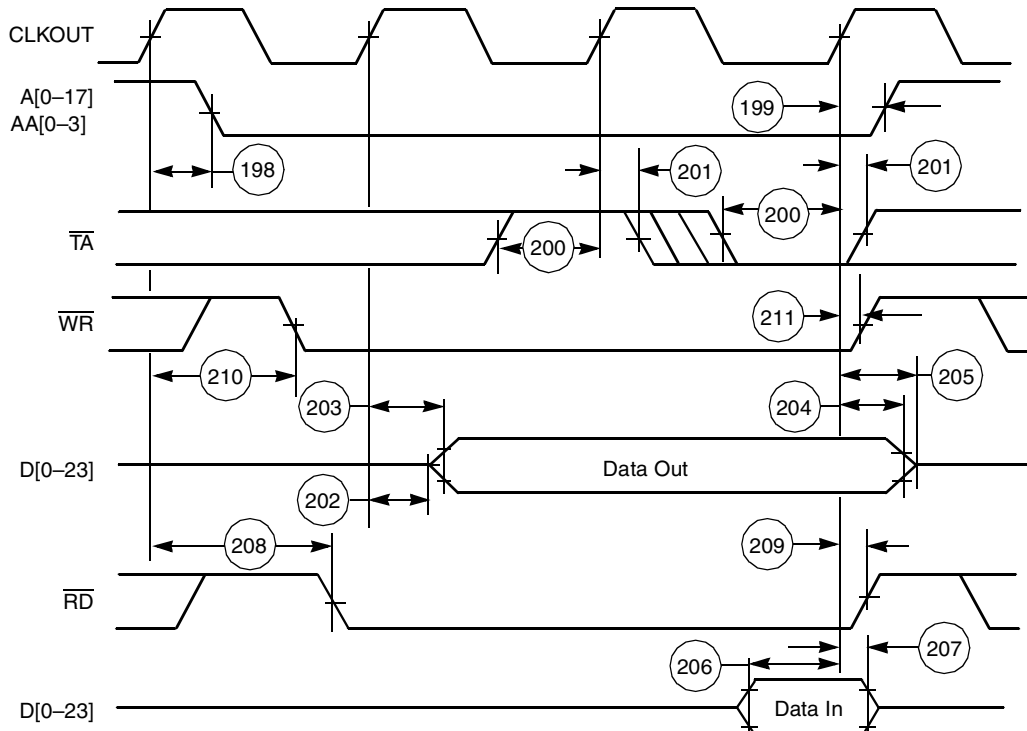 CLKOUT
A[0–17]
AA[0–3]
199
198
201
201
200
TA
200
WR
211
210
205
203
204
D[0–23]
Data Out
202
208
209
RD
206
207
D[0–23]
Data In